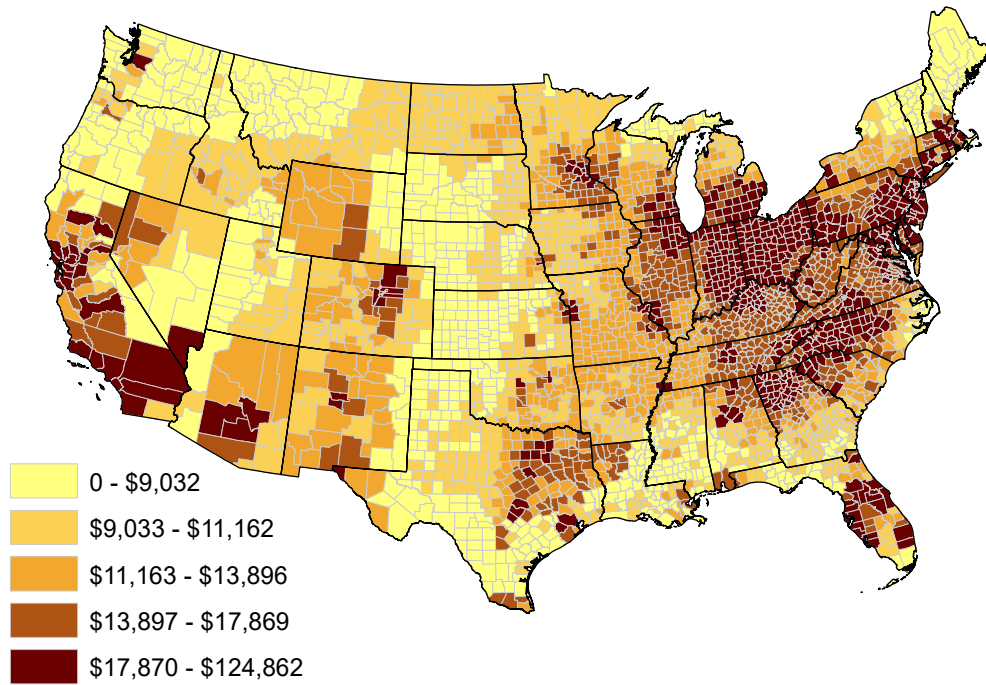 0 - $9,032
$9,033 - $11,162
$11,163 - $13,896
$13,897 - $17,869
$17,870 - $124,862